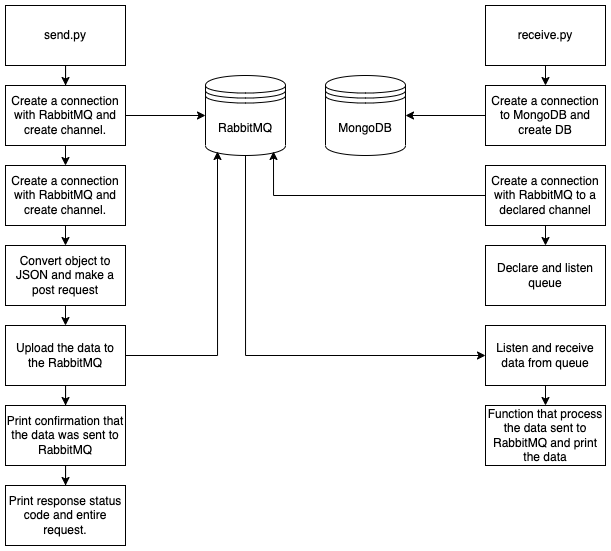 send.py
Create a connection
with RabbitMQ and
create channel.
Create a connection
with RabbitMQ and
create channel.
Convert object to
JSON and make a
post request
Upload the data to
the RabbitMQ
Print confirmation that
the data was sent to
RabbitMQ
Print response status
code and entire
request.
RabbitMQ
MongoDB
receive.py
Create a connection
to MongoDB and
create DB
Create a connection
with RabbitMQ to a
declared channel
Declare and listen
queue
Listen and receive
data from queue
Function that process
the data sent to
RabbitMQ and print
the data